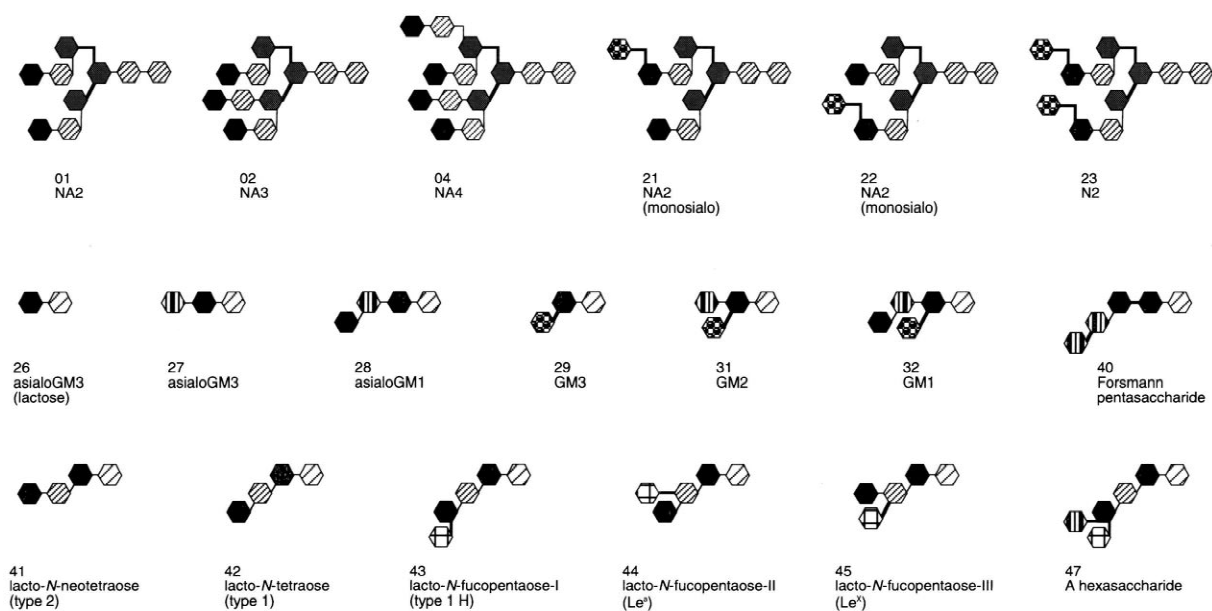 01
NA2
02
NA3
04
NA4
21
NA2
(monosialo)
22
NA2
(monosialo)
23
N2
26
asialoGM3
(lactose)
27
asialoGM3
28
asialoGM1
29
GM3
31
GM2
32
GM1
40
Forsmann
pentasaccharide
41
lacto-N-neotetraose
(type 2)
42
lacto-N-tetraose
(type 1)
43
lacto-N-fucopentaose-I
(type 1 H)
44
lacto-N-fucopentaose-II
(Leᵃ)
45
lacto-N-fucopentaose-III
(Leˣ)
47
A hexasaccharide